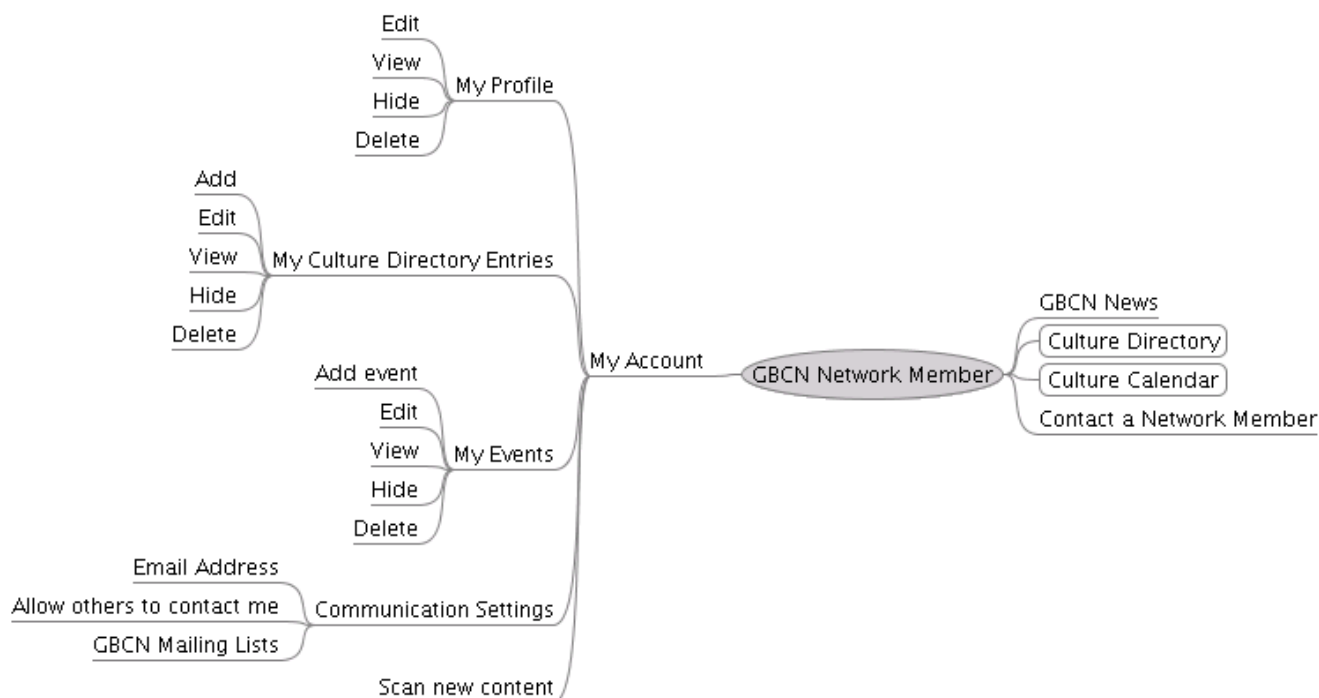 Edit
View
My Profile
Hide
Delete
Add
Edit
View
My Culture Directory Entries
Hide
Delete
Add event
Edit
View
My Events
Hide
Delete
Email Address
Allow others to contact me
Communication Settings
GBCN Mailing Lists
Scan new content
My Account
GBCN Network Member
GBCN News
Culture Directory
Culture Calendar
Contact a Network Member